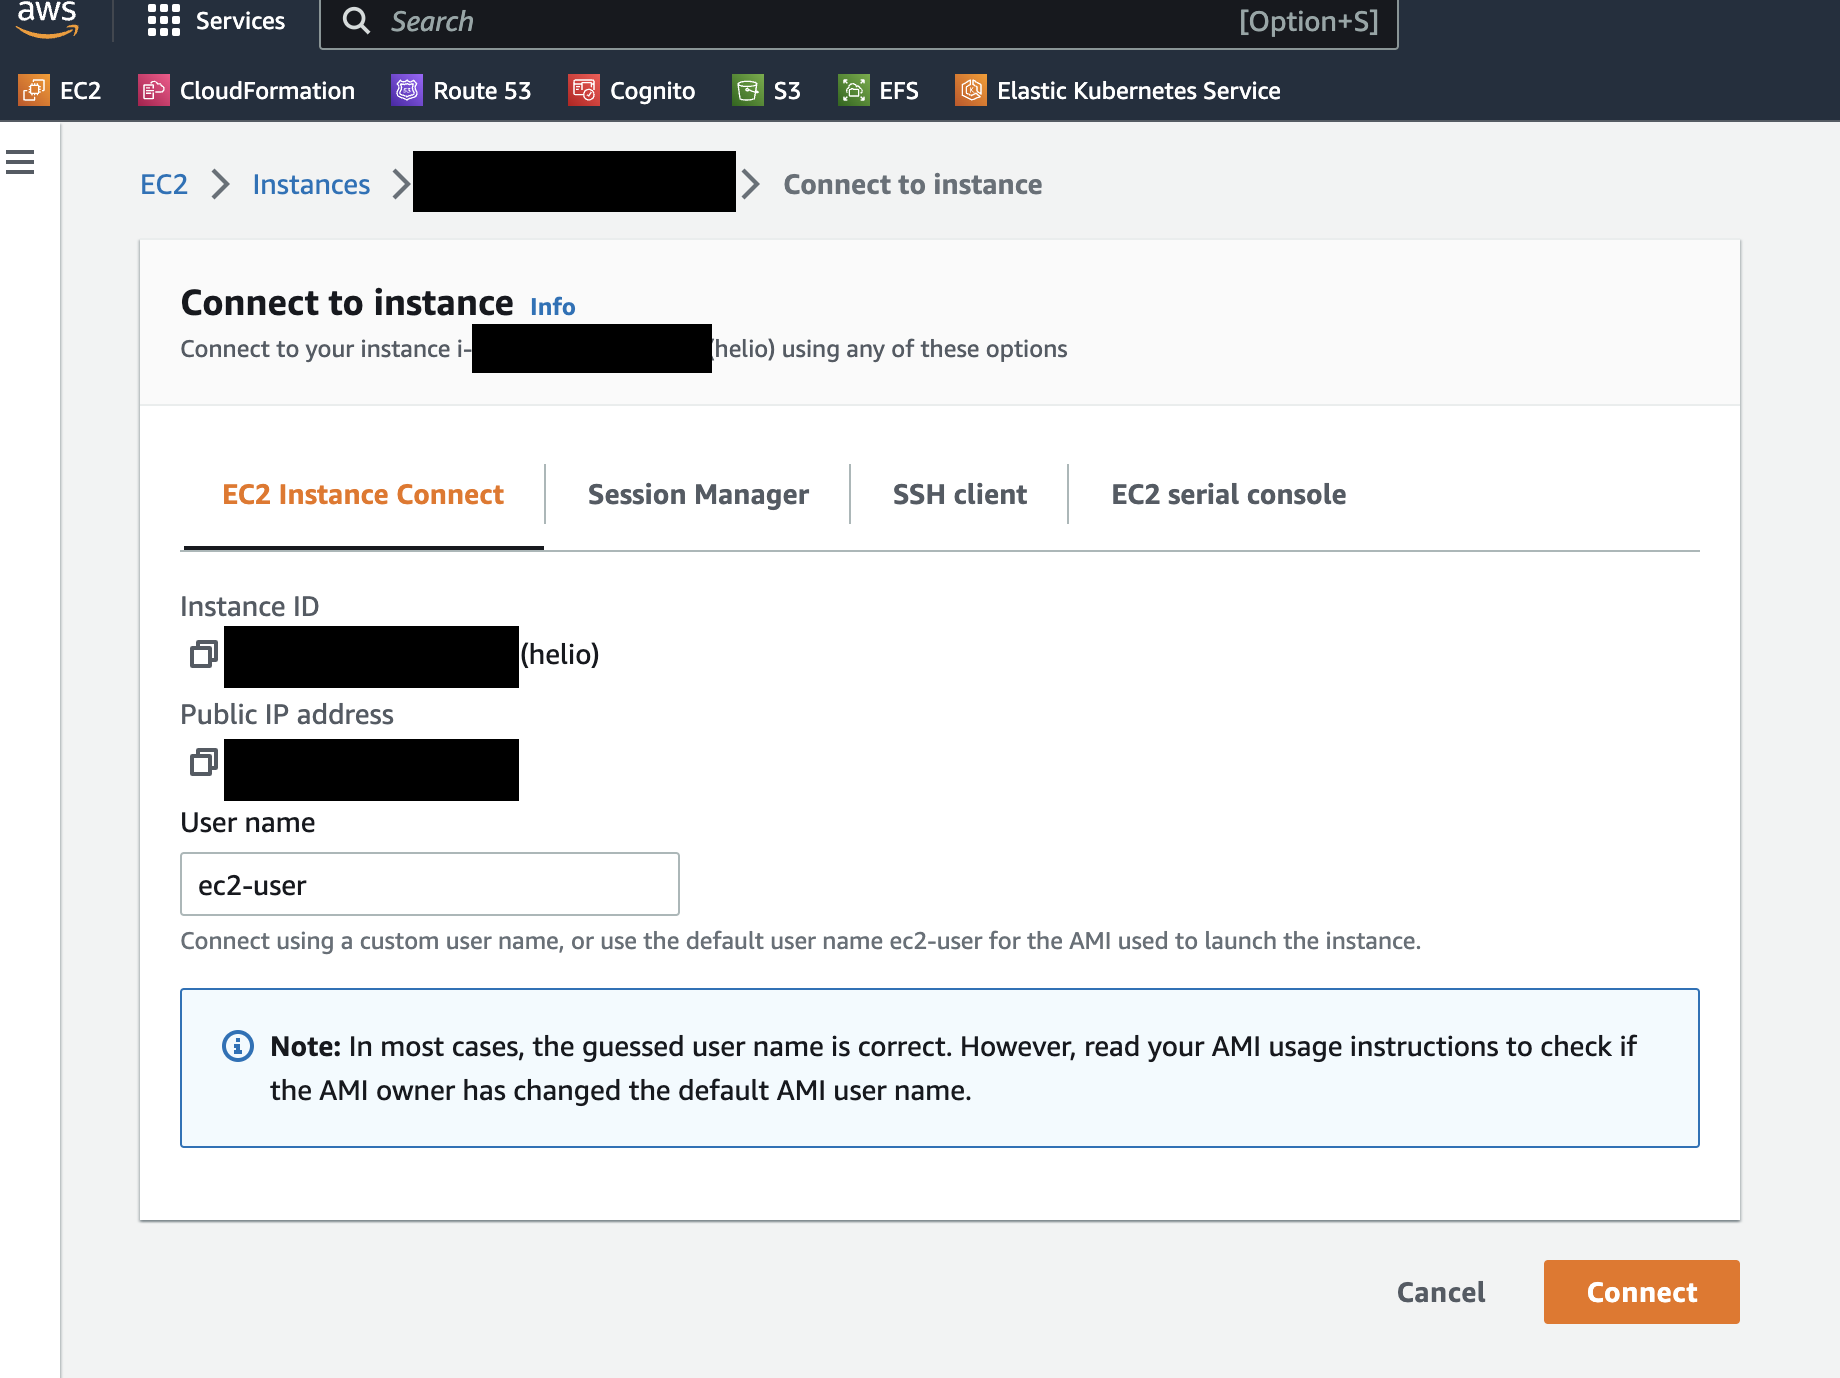 aws
Services
Search
[Option+S]
EC2
CloudFormation
Route 53
Cognito
S3
EFS
Elastic Kubernetes Service
EC2
Instances
Connect to instance
Connect to instance Info
Connect to your instance i- (helio) using any of these options
EC2 Instance Connect
Session Manager
SSH client
EC2 serial console
Instance ID
(helio)
Public IP address
User name
ec2-user
Connect using a custom user name, or use the default user name ec2-user for the AMI used to launch the instance.
Note: In most cases, the guessed user name is correct. However, read your AMI usage instructions to check if
the AMI owner has changed the default AMI user name.
Cancel
Connect